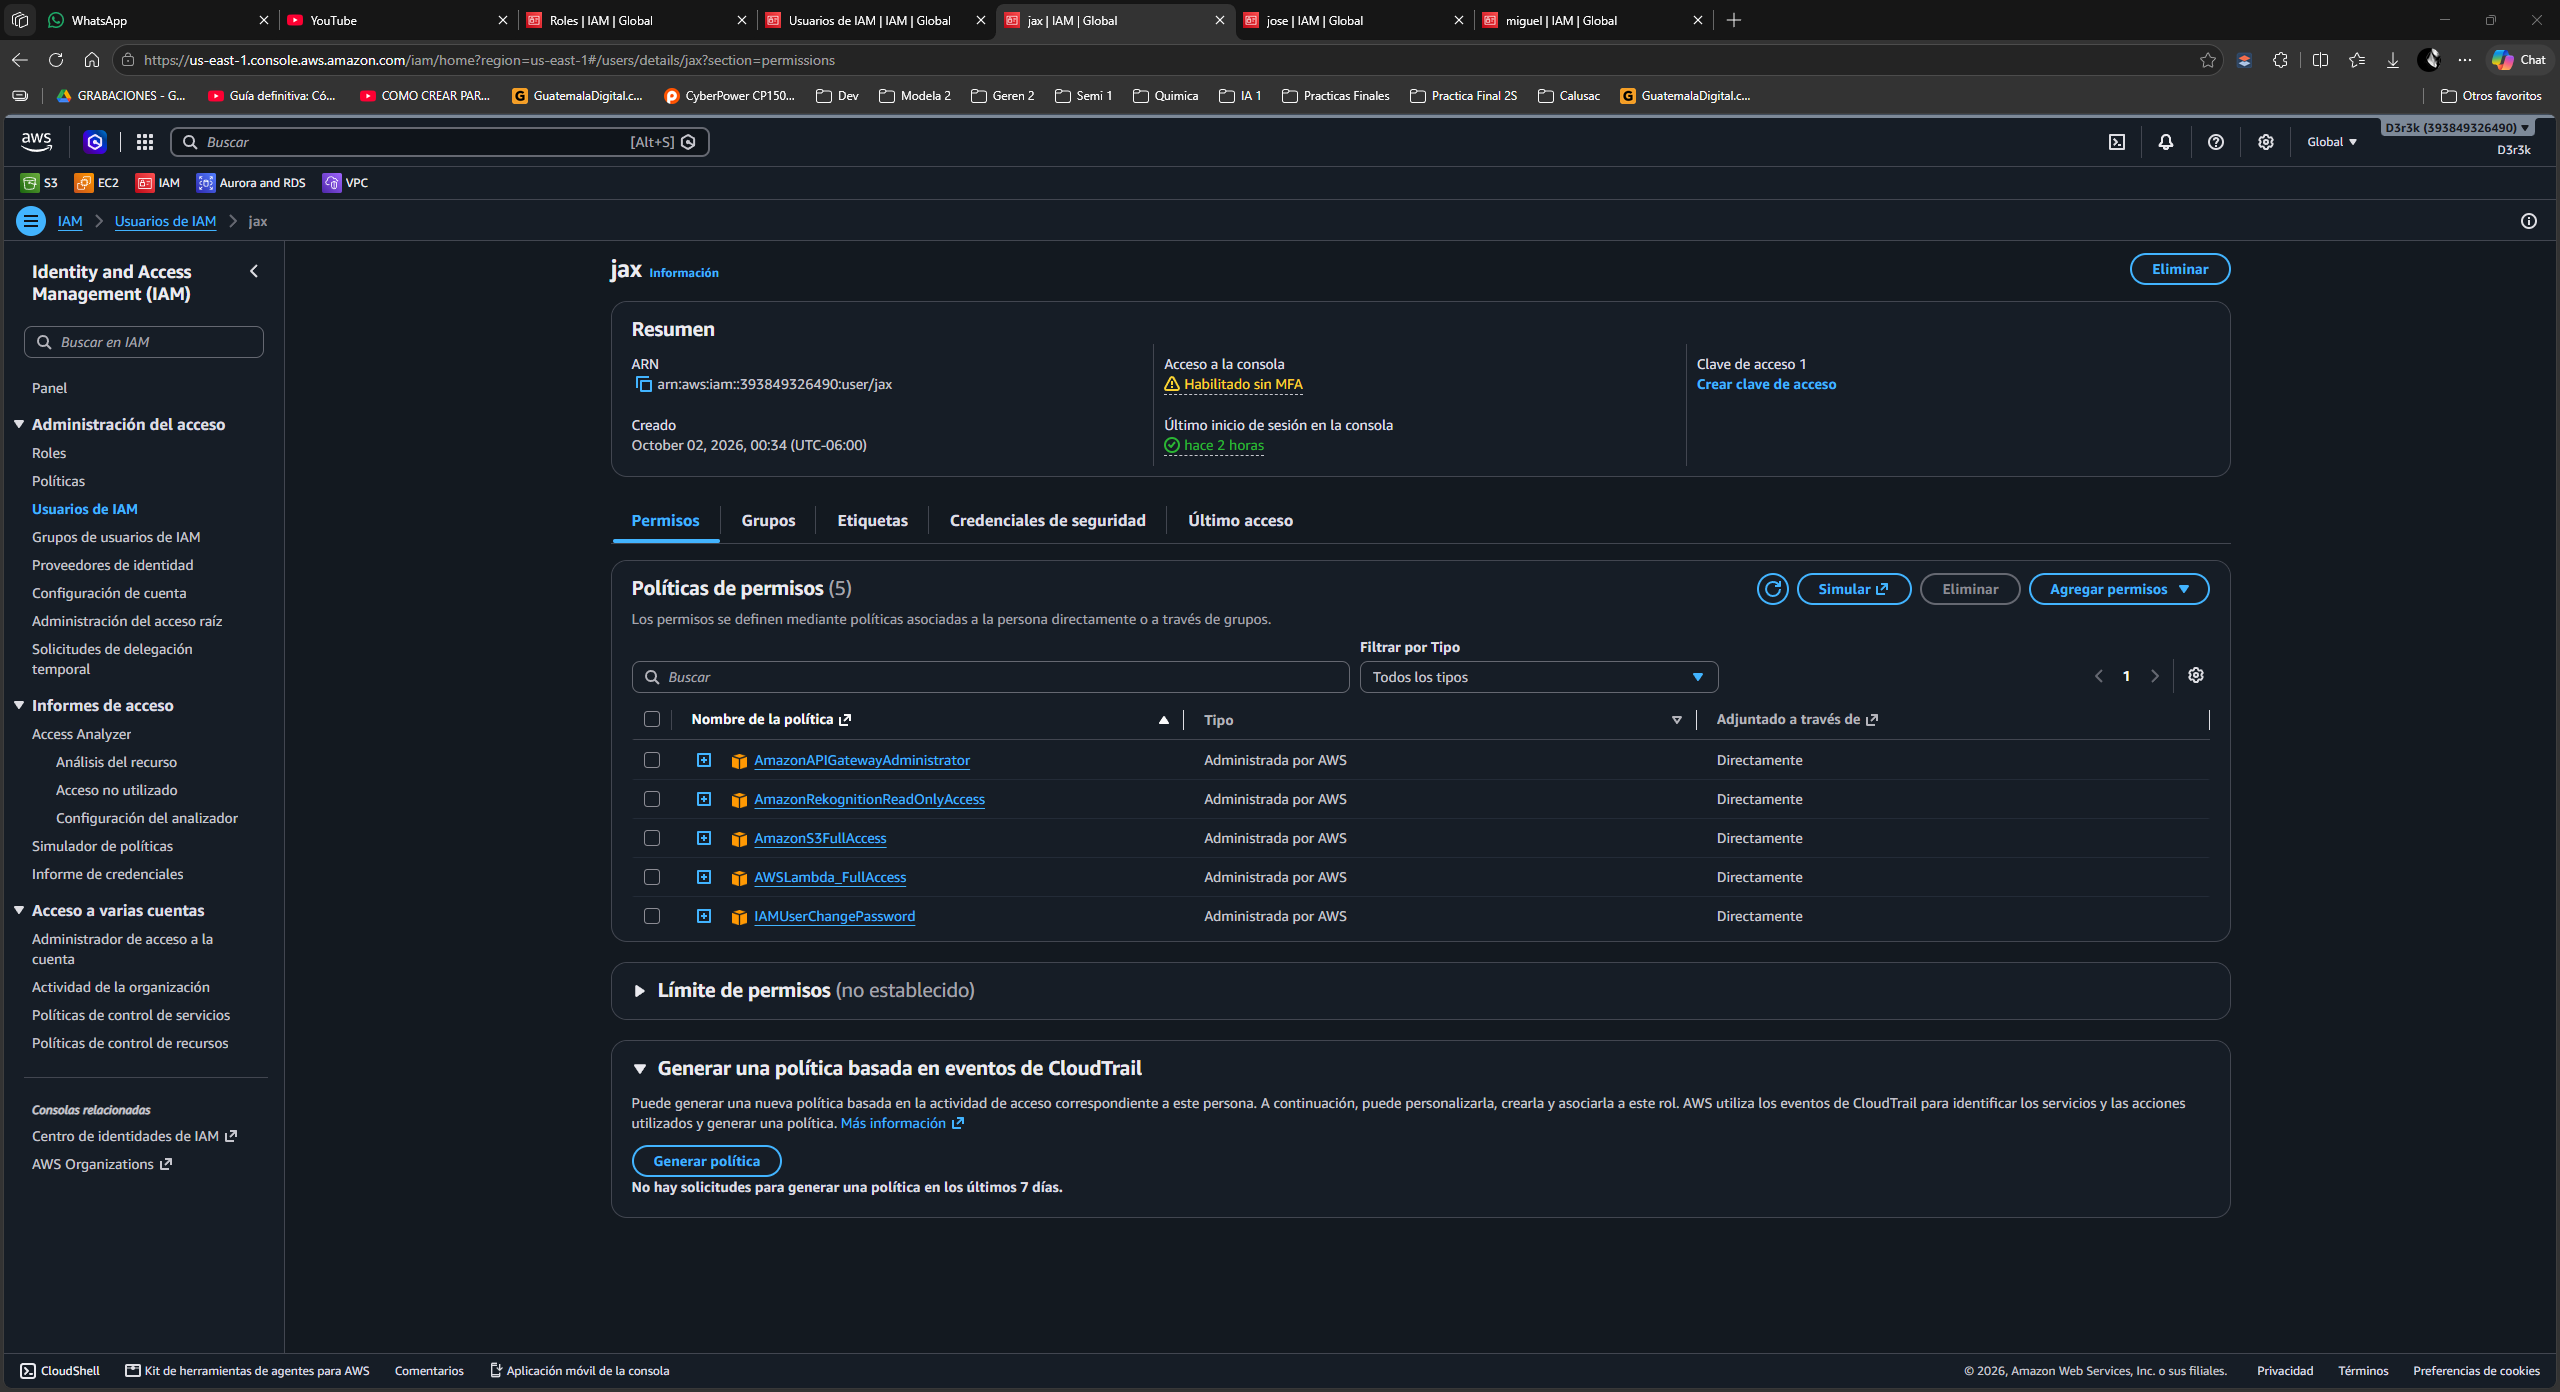 WhatsApp
YouTube
Roles | IAM | Global
Usuarios de IAM | IAM | Global
jax | IAM | Global
jose | IAM | Global
miguel | IAM | Global
https://us-east-1.console.aws.amazon.com/iam/home?region=us-east-1#/users/details/jax?section=permissions
Chat
GRABACIONES - G...
Guía definitiva: Có...
COMO CREAR PAR...
GuatemalaDigital.c...
CyberPower CP150...
Dev
Modela 2
Geren 2
Semi 1
Quimica
IA 1
Practicas Finales
Practica Final 2S
Calusac
GuatemalaDigital.c...
Otros favoritos
aws
Buscar
[Alt+S]
Global
D3r3k (393849326490)
D3r3k
S3
EC2
IAM
Aurora and RDS
VPC
IAM
Usuarios de IAM
jax
Identity and Access
Management (IAM)
Buscar en IAM
Panel
Administración del acceso
Roles
Políticas
Usuarios de IAM
Grupos de usuarios de IAM
Proveedores de identidad
Configuración de cuenta
Administración del acceso raíz
Solicitudes de delegación
temporal
Informes de acceso
Access Analyzer
Análisis del recurso
Acceso no utilizado
Configuración del analizador
Simulador de políticas
Informe de credenciales
Acceso a varias cuentas
Administrador de acceso a la
cuenta
Actividad de la organización
Políticas de control de servicios
Políticas de control de recursos
Consolas relacionadas
Centro de identidades de IAM
AWS Organizations
jax Información
Eliminar
Resumen
ARN
arn:aws:iam::393849326490:user/jax
Creado
October 02, 2026, 00:34 (UTC-06:00)
Acceso a la consola
Habilitado sin MFA
Último inicio de sesión en la consola
hace 2 horas
Clave de acceso 1
Crear clave de acceso
Permisos
Grupos
Etiquetas
Credenciales de seguridad
Último acceso
Políticas de permisos (5)
Los permisos se definen mediante políticas asociadas a la persona directamente o a través de grupos.
Simular
Eliminar
Agregar permisos
Filtrar por Tipo
Buscar
Todos los tipos
1
Nombre de la política
Tipo
Adjuntado a través de
AmazonAPIGatewayAdministrator
Administrada por AWS
Directamente
AmazonRekognitionReadOnlyAccess
Administrada por AWS
Directamente
AmazonS3FullAccess
Administrada por AWS
Directamente
AWSLambda_FullAccess
Administrada por AWS
Directamente
IAMUserChangePassword
Administrada por AWS
Directamente
Límite de permisos (no establecido)
Generar una política basada en eventos de CloudTrail
Puede generar una nueva política basada en la actividad de acceso correspondiente a este persona. A continuación, puede personalizarla, crearla y asociarla a este rol. AWS utiliza los eventos de CloudTrail para identificar los servicios y las acciones
utilizados y generar una política. Más información
Generar política
No hay solicitudes para generar una política en los últimos 7 días.
CloudShell
Kit de herramientas de agentes para AWS
Comentarios
Aplicación móvil de la consola
© 2026, Amazon Web Services, Inc. o sus filiales.
Privacidad
Términos
Preferencias de cookies